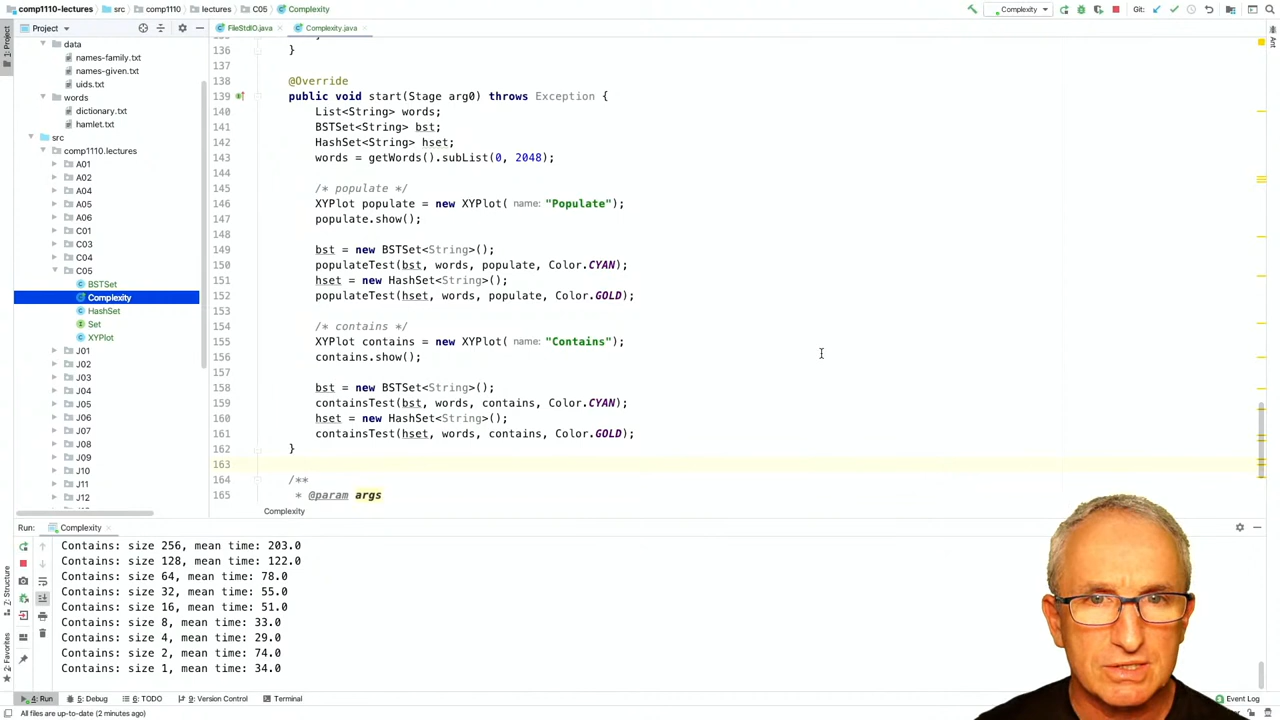 comp1110-lectures src comp1110 lectures C05 Complexity
Complexity Git:
Project
FileStdIO.java Complexity.java
1: Project
Ant
data
names-family.txt
names-given.txt
uids.txt
words
dictionary.txt
hamlet.txt
src
comp1110.lectures
A01
A02
A04
A05
A06
C01
C03
C04
C05
BSTSet
Complexity
HashSet
Set
XYPlot
J01
J02
J03
J04
J05
J06
J07
J08
J09
J10
J11
J12
136 }
137
138 @Override
139 public void start(Stage arg0) throws Exception {
140 List<String> words;
141 BSTSet<String> bst;
142 HashSet<String> hset;
143 words = getWords().subList(0, 2048);
144
145 /* populate */
146 XYPlot populate = new XYPlot( name: "Populate");
147 populate.show();
148
149 bst = new BSTSet<String>();
150 populateTest(bst, words, populate, Color.CYAN);
151 hset = new HashSet<String>();
152 populateTest(hset, words, populate, Color.GOLD);
153
154 /* contains */
155 XYPlot contains = new XYPlot( name: "Contains");
156 contains.show();
157
158 bst = new BSTSet<String>();
159 containsTest(bst, words, contains, Color.CYAN);
160 hset = new HashSet<String>();
161 containsTest(hset, words, contains, Color.GOLD);
162 }
163
164 /**
165 * @param args
Complexity
Run: Complexity
Contains: size 256, mean time: 203.0
Contains: size 128, mean time: 122.0
Contains: size 64, mean time: 78.0
Contains: size 32, mean time: 55.0
Contains: size 16, mean time: 51.0
Contains: size 8, mean time: 33.0
Contains: size 4, mean time: 29.0
Contains: size 2, mean time: 74.0
Contains: size 1, mean time: 34.0
7: Structure
2: Favorites
4: Run 5: Debug 6: TODO 9: Version Control Terminal Event Log
All files are up-to-date (2 minutes ago)